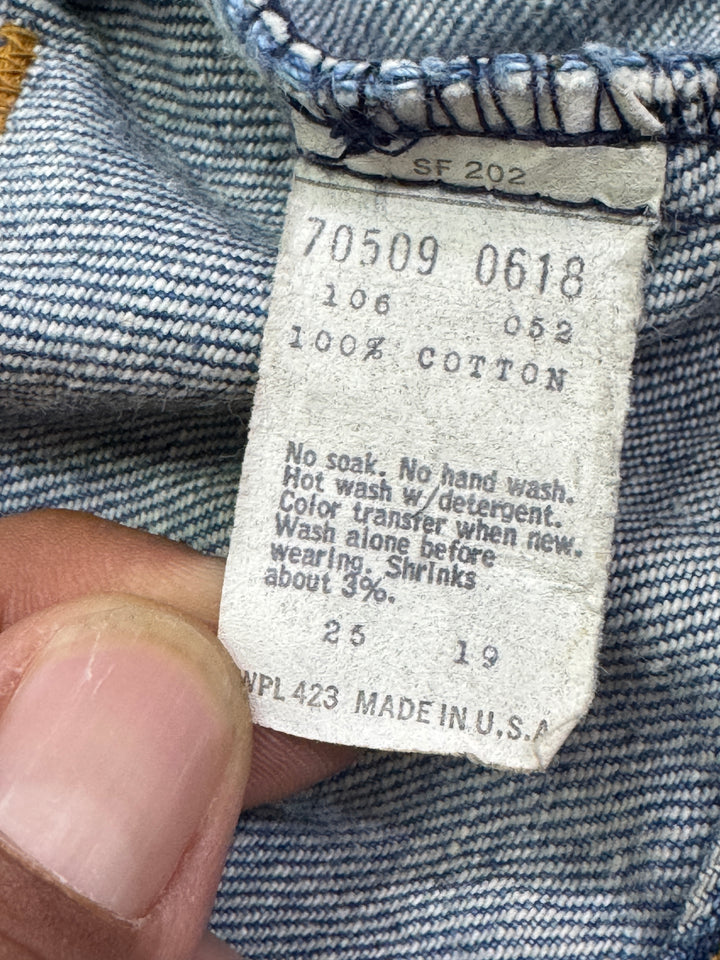 SF 202
70509 0618
106 052
100% COTTON
No soak. No hand wash.
Hot wash w/detergent.
Color transfer when new.
Wash alone before
wearing. Shrinks
about 3%.
25 19
WPL 423 MADE IN U.S.A